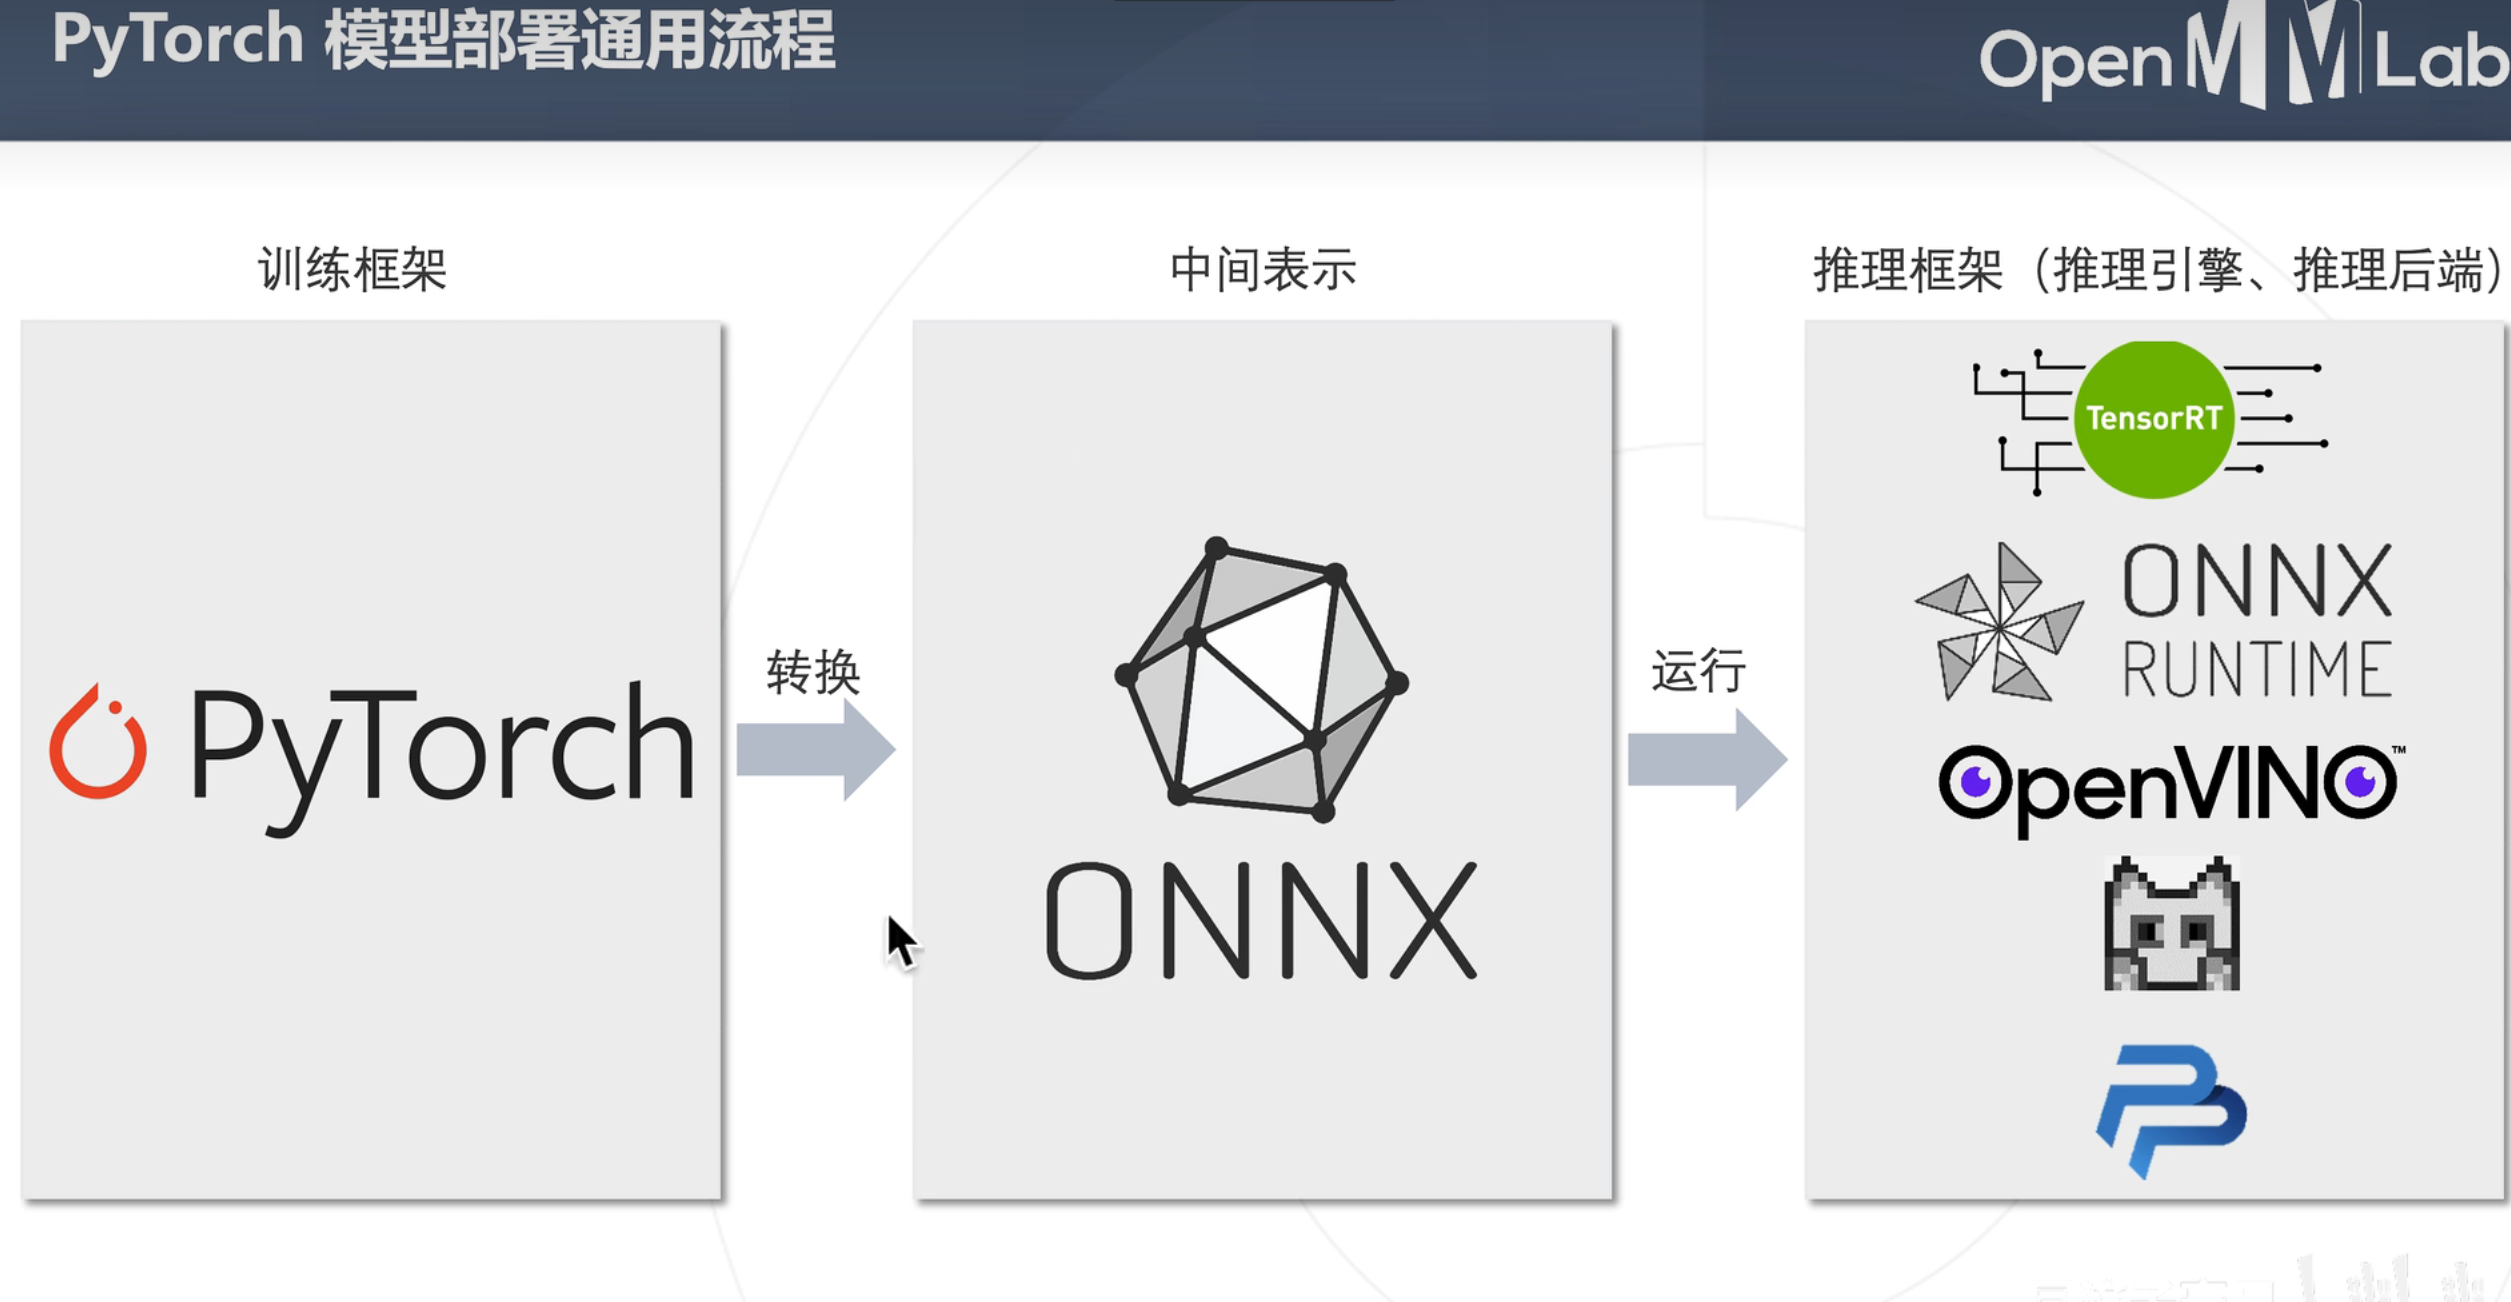 PyTorch 模型部署通用流程
OpenMMLab
训练框架
中间表示
推理框架（推理引擎、推理后端）
PyTorch
转换
ONNX
运行
TensorRT
ONNX
RUNTIME
OpenVINO™